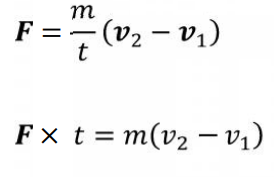 F = m/t (v₂ − v₁)
F × t = m(v₂ − v₁)